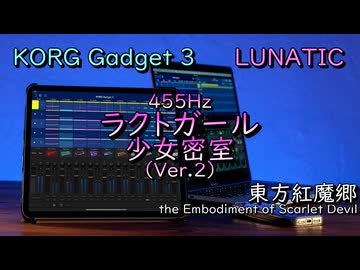 KORG Gadget 3 LUNATIC
455Hz
ラクトガール
少女密室
(Ver.2)
東方紅魔郷
the Embodiment of Scarlet Devil